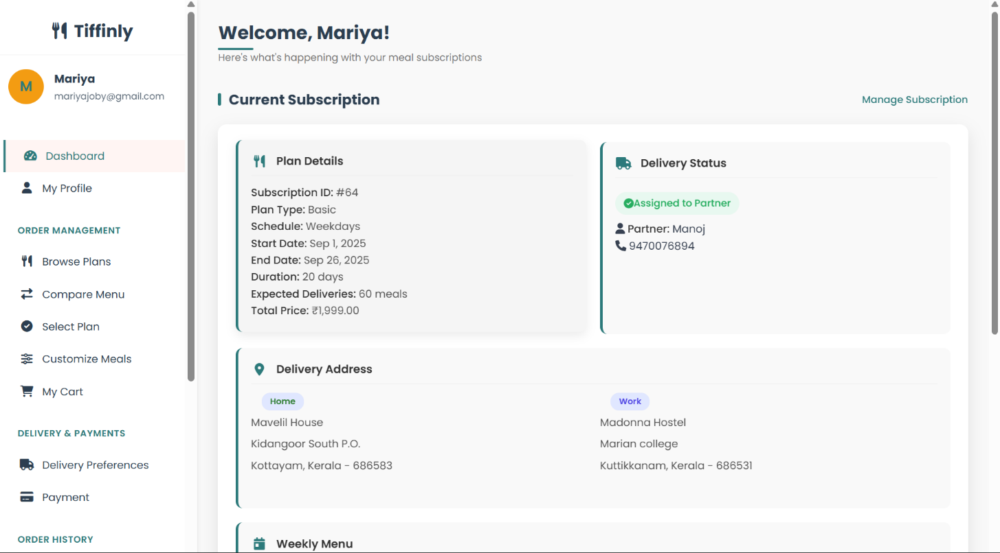 Tiffinly
M
Mariya
mariyajoby@gmail.com
Dashboard
My Profile
ORDER MANAGEMENT
Browse Plans
Compare Menu
Select Plan
Customize Meals
My Cart
DELIVERY & PAYMENTS
Delivery Preferences
Payment
ORDER HISTORY
Welcome, Mariya!
Here's what's happening with your meal subscriptions
Current Subscription
Manage Subscription
Plan Details
Subscription ID: #64
Plan Type: Basic
Schedule: Weekdays
Start Date: Sep 1, 2025
End Date: Sep 26, 2025
Duration: 20 days
Expected Deliveries: 60 meals
Total Price: ₹1,999.00
Delivery Status
Assigned to Partner
Partner: Manoj
9470076894
Delivery Address
Home
Mavelil House
Kidangoor South P.O.
Kottayam, Kerala - 686583
Work
Madonna Hostel
Marian college
Kuttikkanam, Kerala - 686531
Weekly Menu